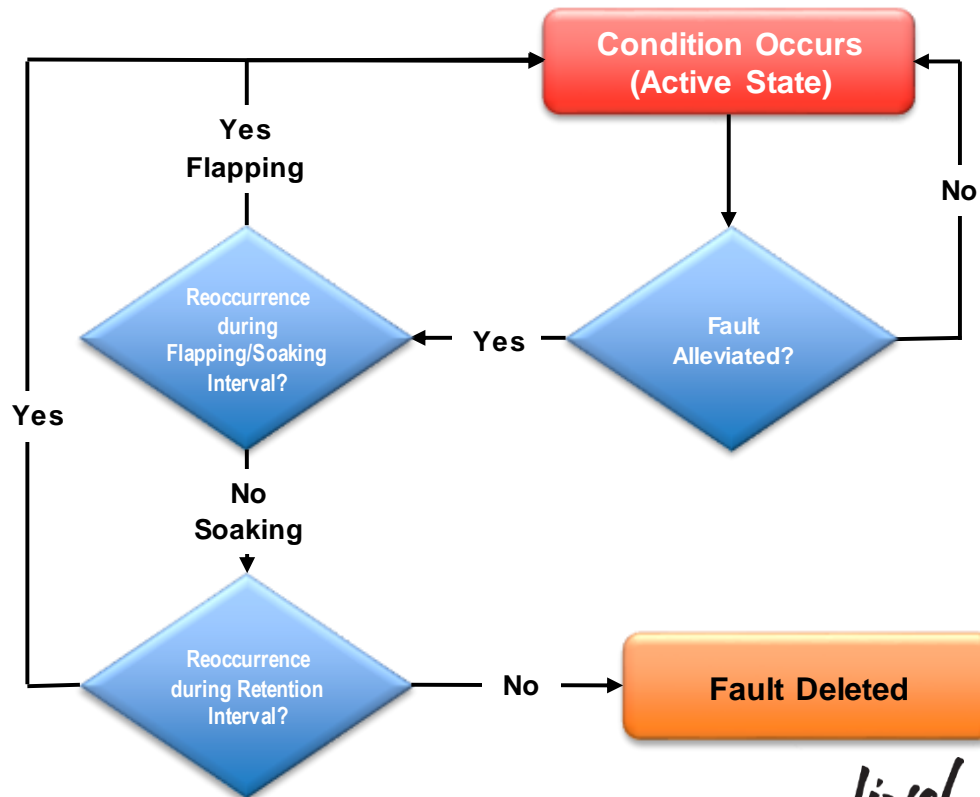 Condition Occurs
(Active State)
Yes
Flapping
No
Reoccurrence
during
Flapping/Soaking
Interval?
Yes
Fault
Alleviated?
Yes
No
Soaking
Reoccurrence
during Retention
Interval?
No
Fault Deleted